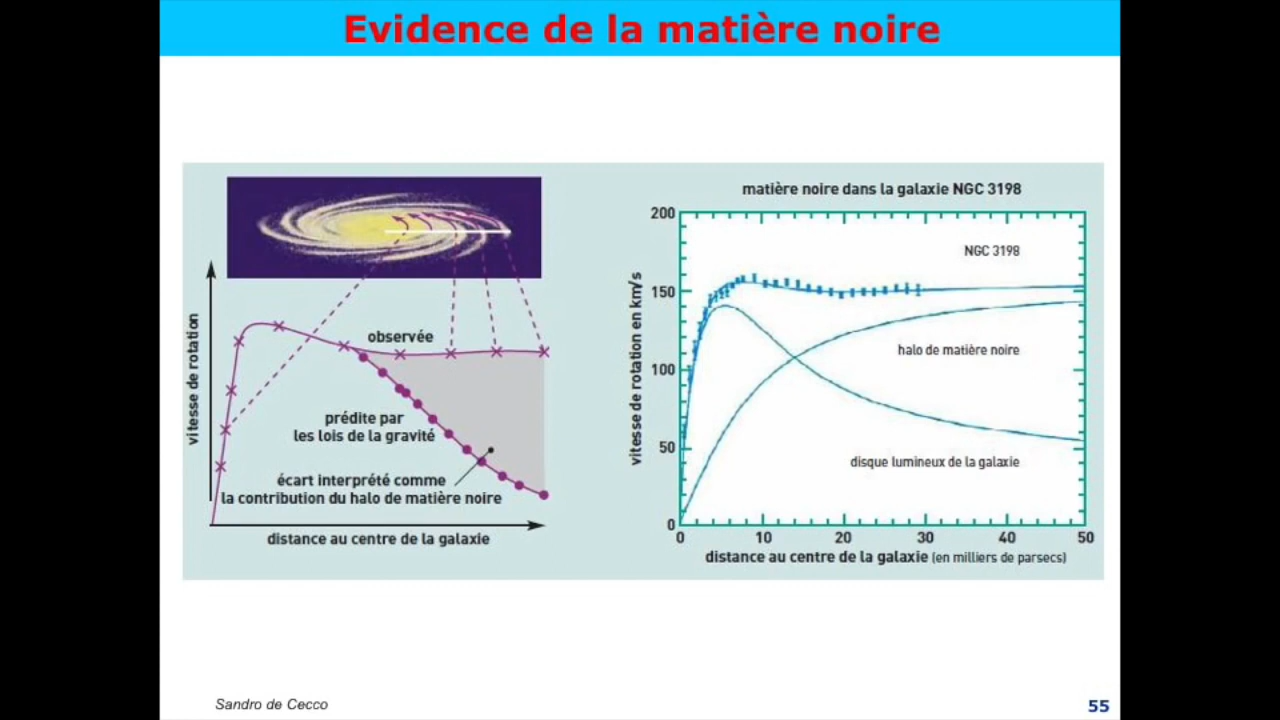 Evidence de la matière noire
vitesse de rotation
observée
prédite par
les lois de la gravité
écart interprété comme
la contribution du halo de matière noire
distance au centre de la galaxie
matière noire dans la galaxie NGC 3198
vitesse de rotation en km/s
200
150
100
50
0
NGC 3198
halo de matière noire
disque lumineux de la galaxie
0 10 20 30 40 50
distance au centre de la galaxie (en milliers de parsecs)
Sandro de Cecco
55